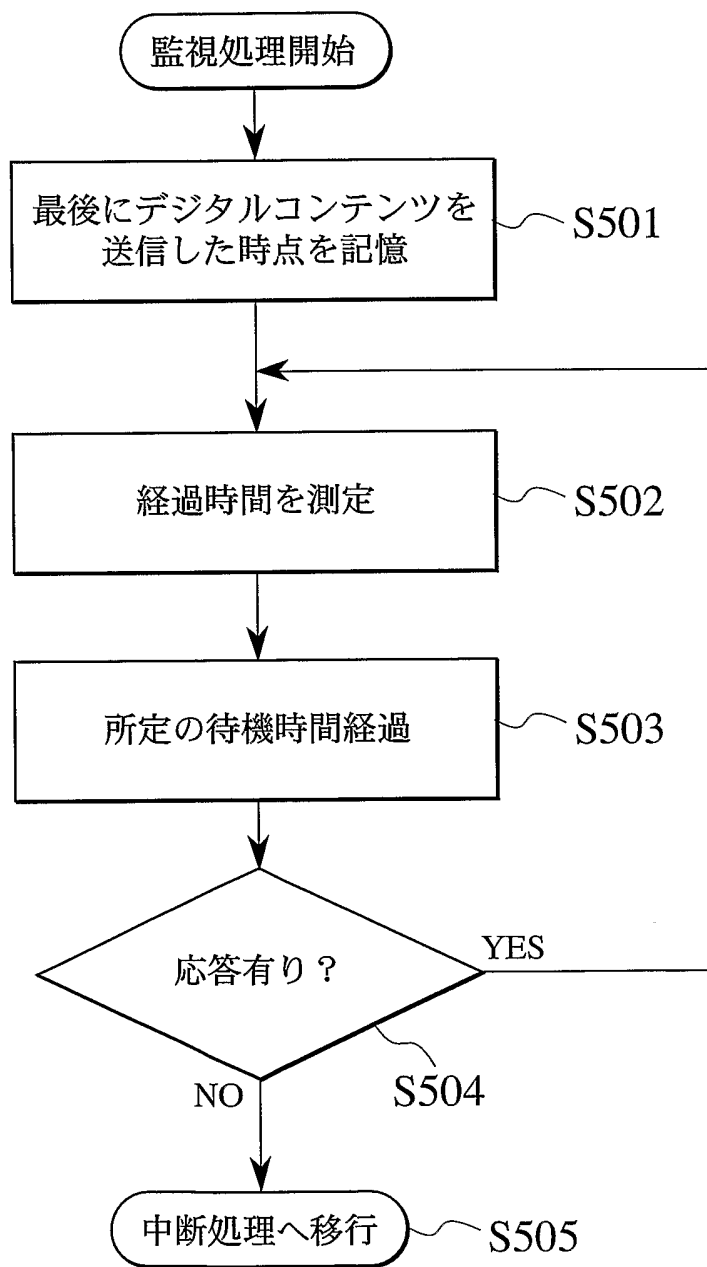 監視処理開始
最後にデジタルコンテンツを
送信した時点を記憶
S501
経過時間を測定
S502
所定の待機時間経過
S503
応答有り？
YES
S504
NO
中断処理へ移行
S505